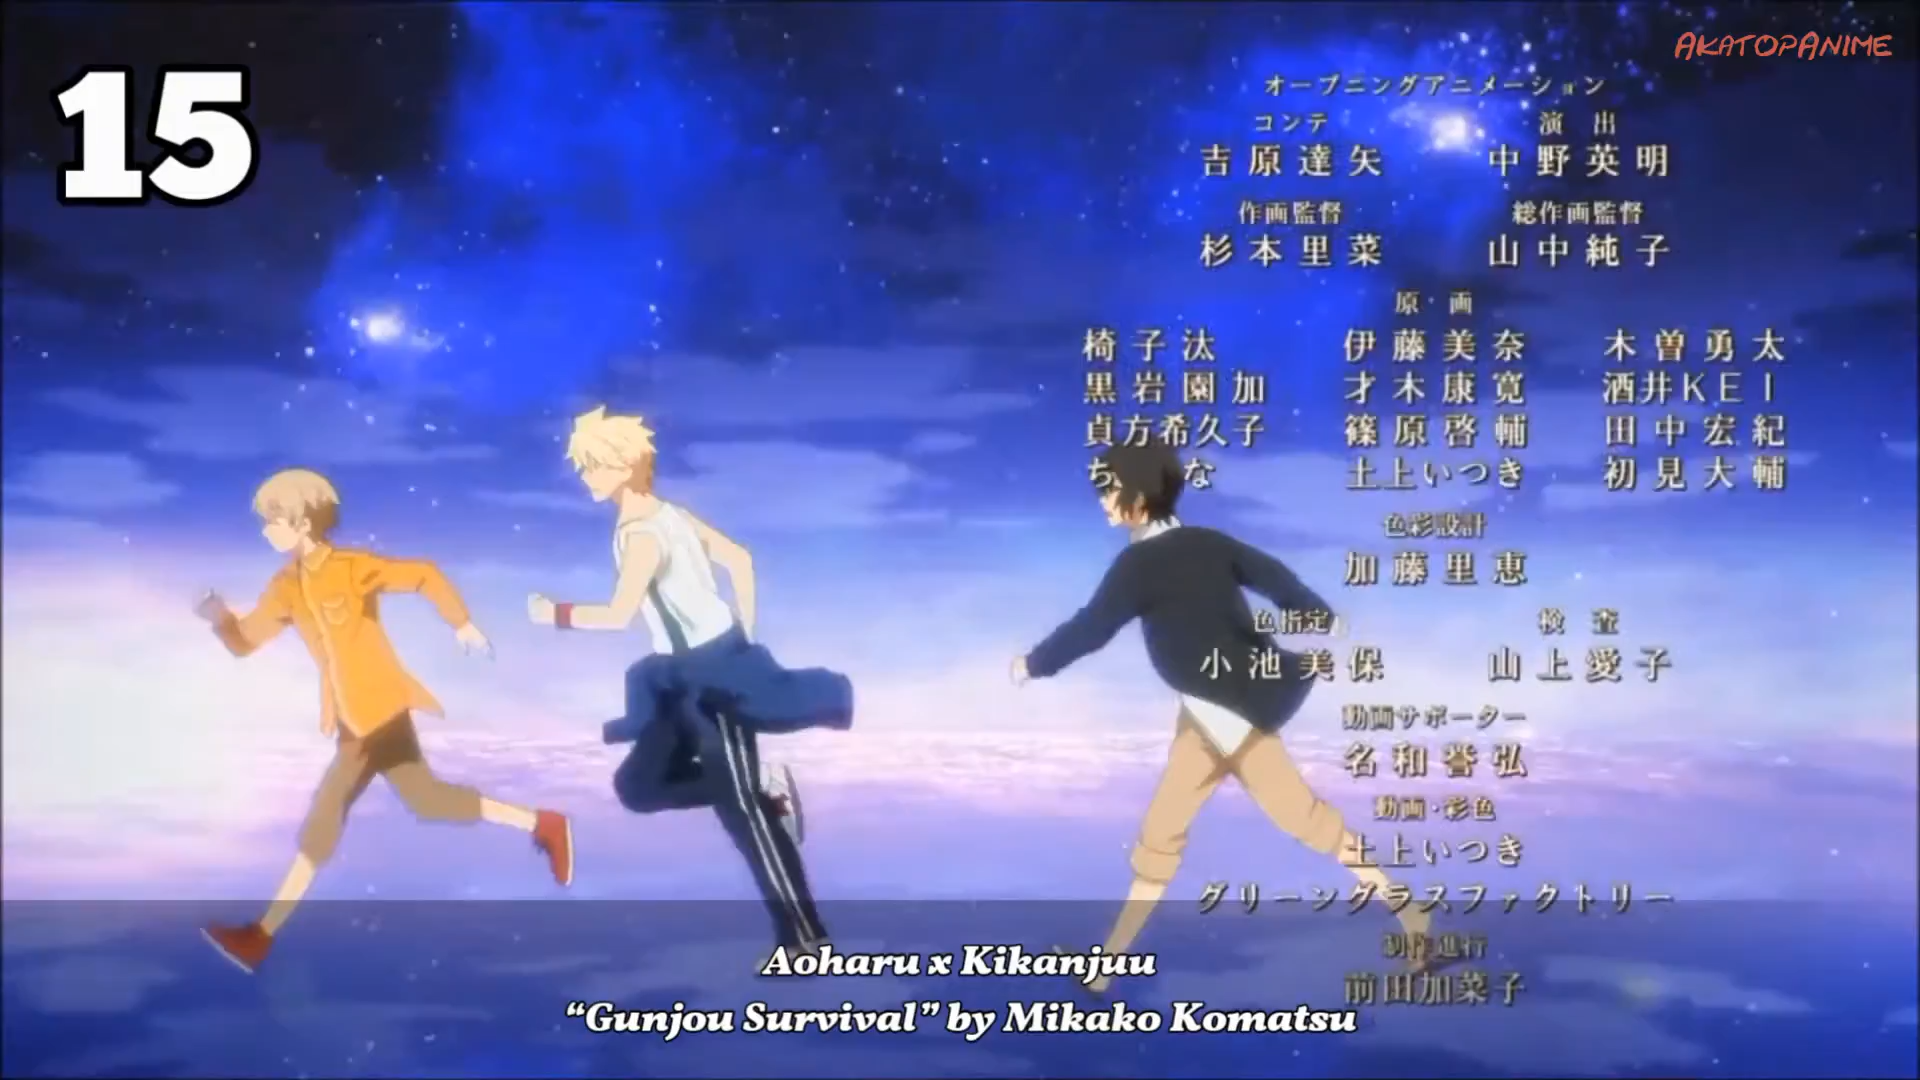 AKATOPANIME
15
オープニングアニメーション
コンテ 演出
吉原達矢 中野英明
作画監督 総作画監督
杉本里菜 山中純子
原・画
椅子汰 伊藤美奈 木曽勇太
黒岩園加 才木康寛 酒井KEI
貞方希久子 篠原啓輔 田中宏紀
ち な 土上いつき 初見大輔
色彩設計
加藤里恵
色指定 検査
小池美保 山上愛子
動画サポーター
名和誉弘
動画・彩色
土上いつき
グリーングラスファクトリー
制作進行
前田加菜子
Aoharu x Kikanjuu
“Gunjou Survival” by Mikako Komatsu